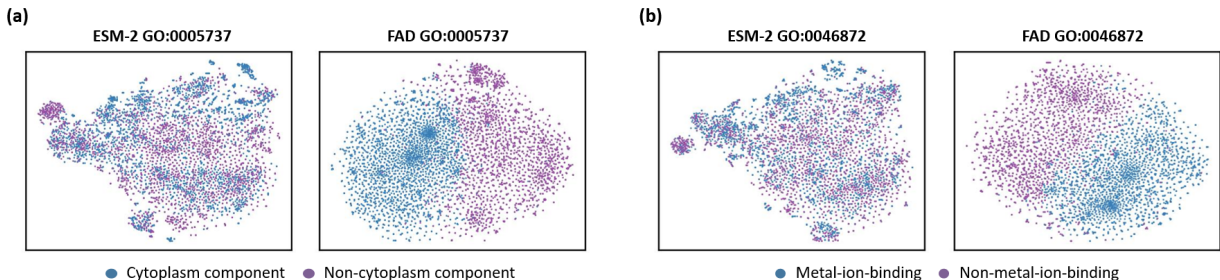 (a)
ESM-2 GO:0005737
FAD GO:0005737
Cytoplasm component
Non-cytoplasm component
(b)
ESM-2 GO:0046872
FAD GO:0046872
Metal-ion-binding
Non-metal-ion-binding